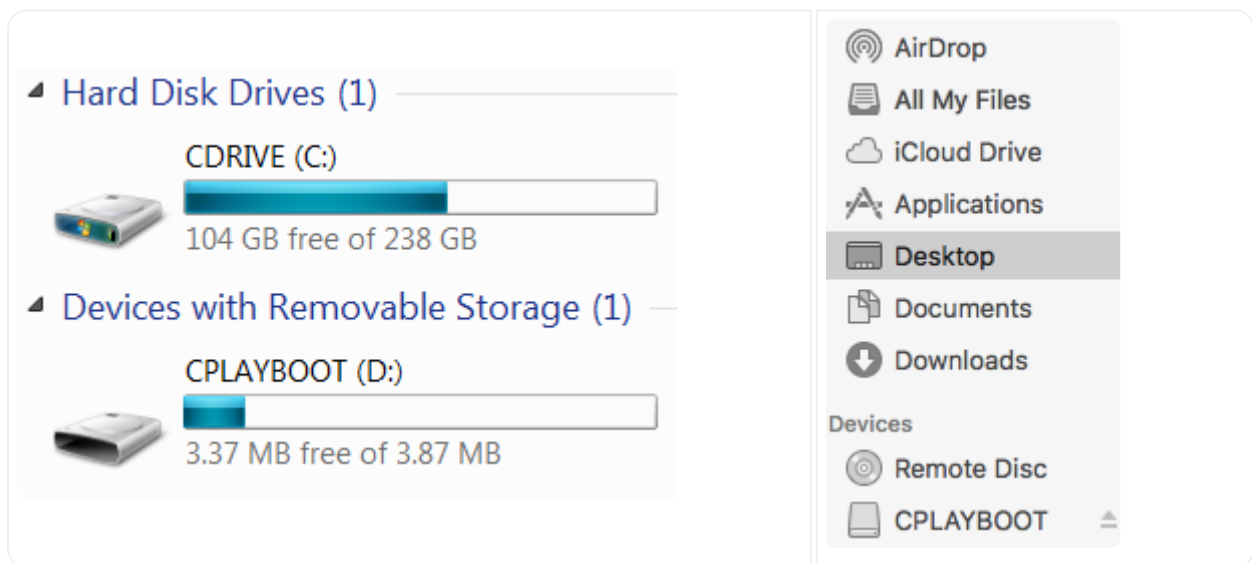 Hard Disk Drives (1)
CDRIVE (C:)
104 GB free of 238 GB
Devices with Removable Storage (1)
CPLAYBOOT (D:)
3.37 MB free of 3.87 MB
AirDrop
All My Files
iCloud Drive
Applications
Desktop
Documents
Downloads
Devices
Remote Disc
CPLAYBOOT